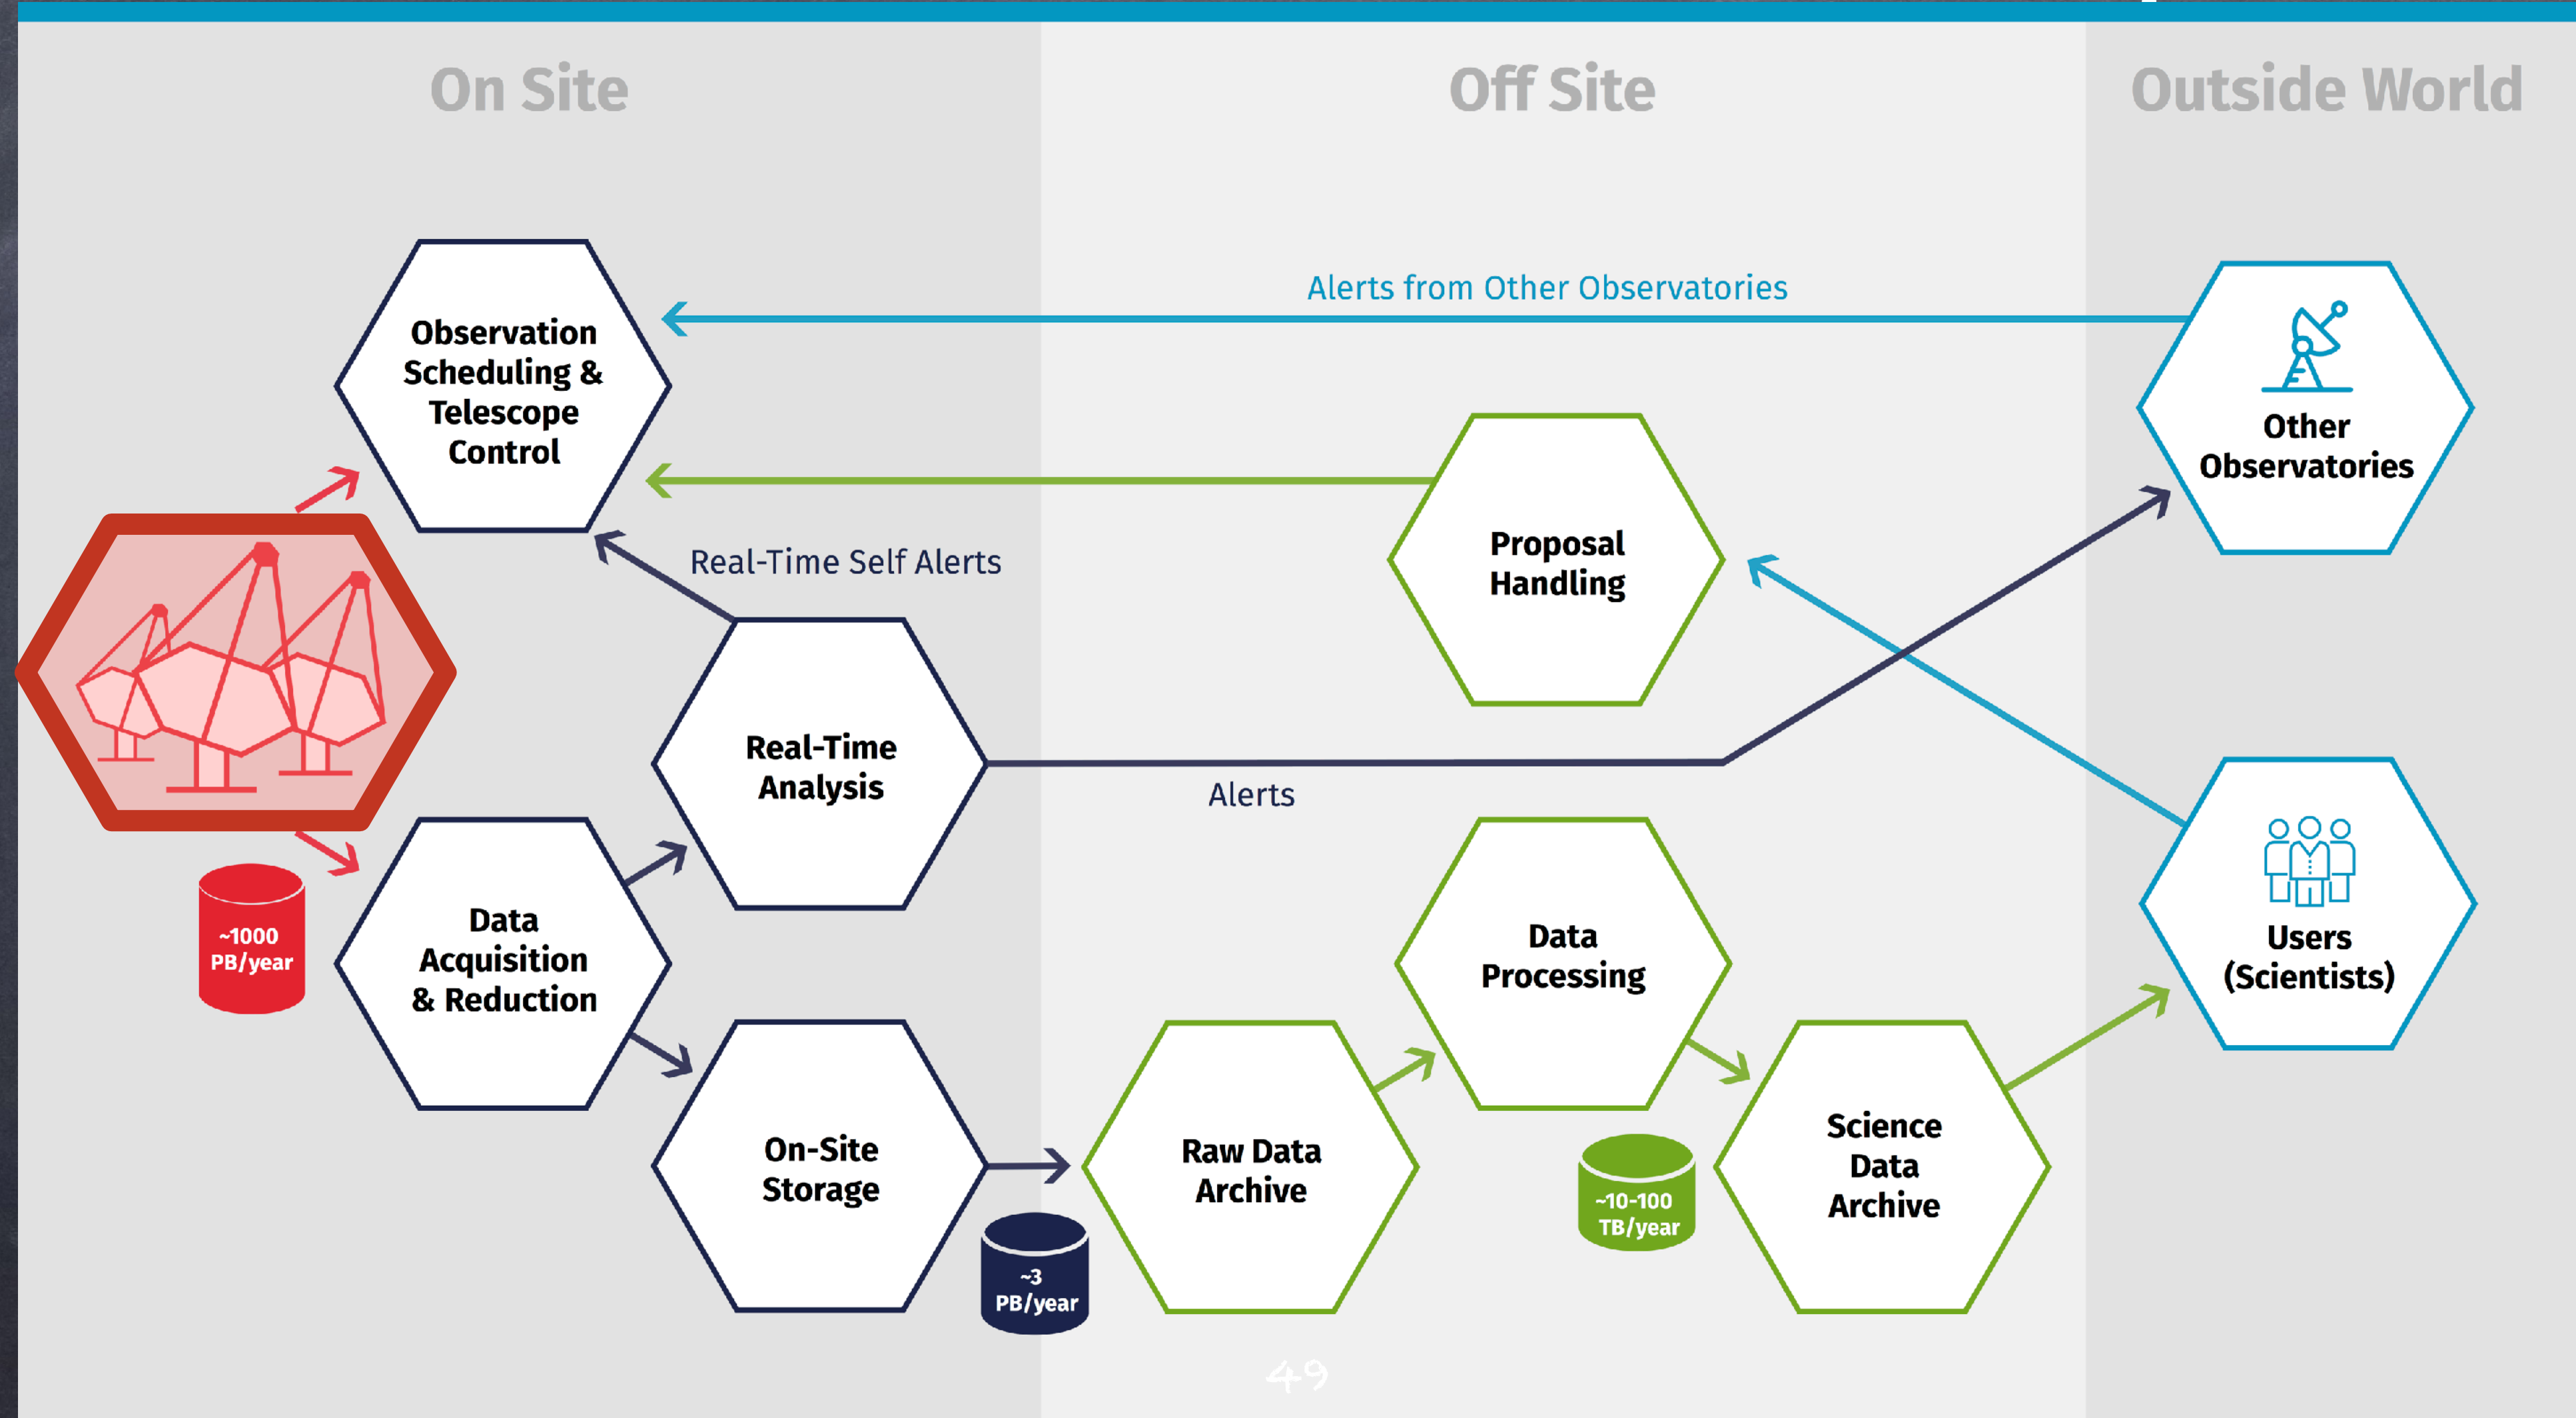 On Site
Off Site
Outside World
Alerts from Other Observatories
Observation
Scheduling &
Telescope
Control
Other
Observatories
Proposal
Handling
Real-Time Self Alerts
Real-Time
Analysis
Alerts
~1000
PB/year
Data
Acquisition
& Reduction
Data
Processing
Users
(Scientists)
On-Site
Storage
Raw Data
Archive
~10-100
TB/year
Science
Data
Archive
~3
PB/year
49